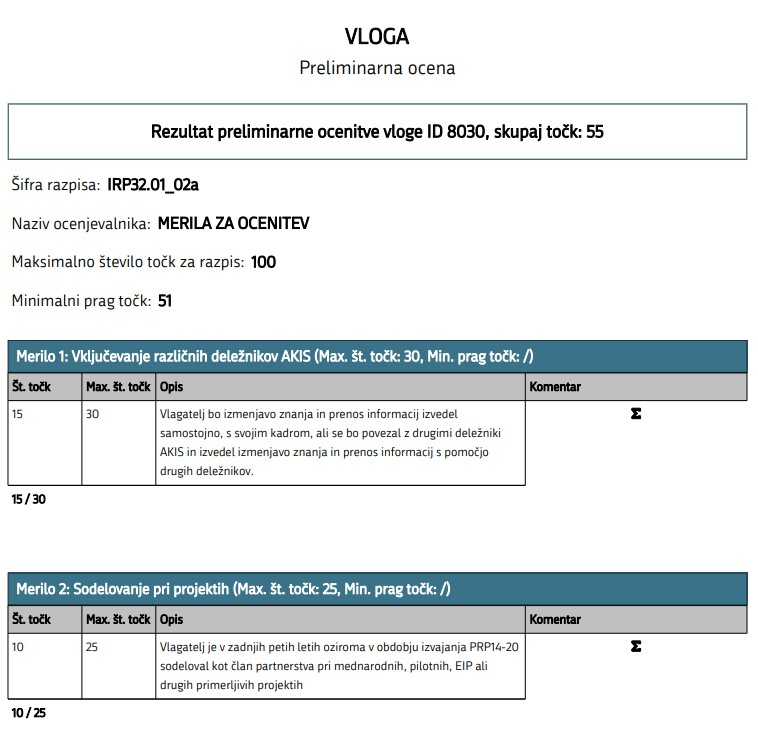 VLOGA
Preliminarna ocena
Rezultat preliminarne ocenitve vloge ID 8030, skupaj točk: 55
Šifra razpisa: IRP32.01_02a
Naziv ocenjevalnika: MERILA ZA OCENITEV
Maksimalno število točk za razpis: 100
Minimalni prag točk: 51
Merilo 1: Vključevanje različnih deležnikov AKIS (Max. št. točk: 30, Min. prag točk: /)
Št. točk Max. št. točk Opis Komentar
15 30 Vlagatelj bo izmenjavo znanja in prenos informacij izvedel Σ
samostojno, s svojim kadrom, ali se bo povezal z drugimi deležniki
AKIS in izvedel izmenjavo znanja in prenos informacij s pomočjo
drugih deležnikov.
15 / 30
Merilo 2: Sodelovanje pri projektih (Max. št. točk: 25, Min. prag točk: /)
Št. točk Max. št. točk Opis Komentar
10 25 Vlagatelj je v zadnjih petih letih oziroma v obdobju izvajanja PRP14-20 Σ
sodeloval kot član partnerstva pri mednarodnih, pilotnih, EIP ali
drugih primerljivih projektih
10 / 25